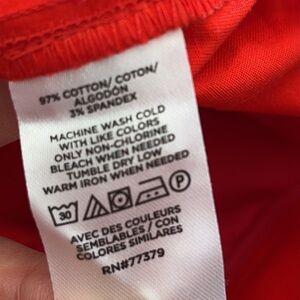 97% COTTON/ COTON/
ALGODÓN
3% SPANDEX
MACHINE WASH COLD
WITH LIKE COLORS
ONLY NON-CHLORINE
BLEACH WHEN NEEDED
TUMBLE DRY LOW
WARM IRON WHEN NEEDED
30 P
AVEC DES COULEURS
SEMBLABLES / CON
COLORES SIMILARES
RN#77379